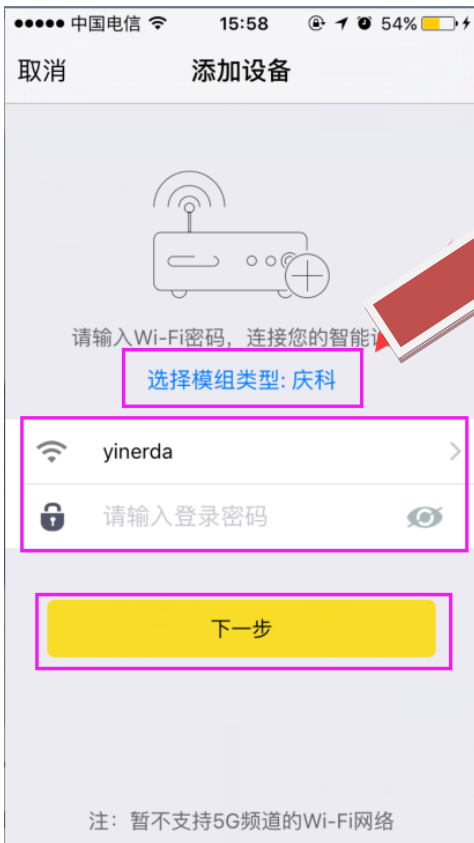 中国电信 15:58 54%
取消 添加设备
请输入Wi-Fi密码，连接您的智能
选择模组类型: 庆科
yinerda
请输入登录密码
下一步
注：暂不支持5G频道的Wi-Fi网络